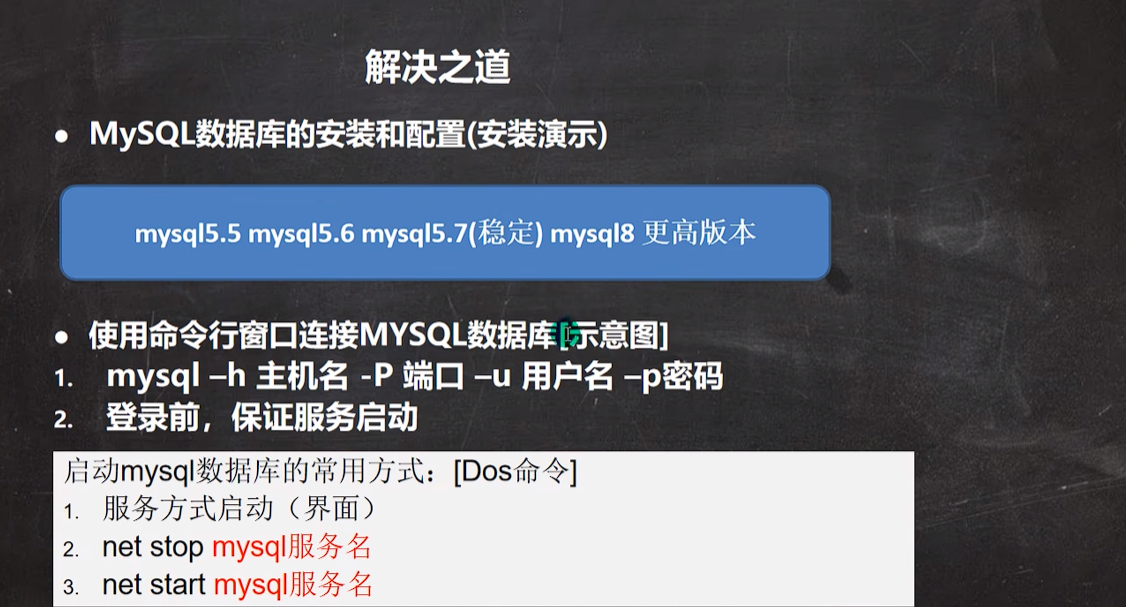 解决之道
● MySQL数据库的安装和配置(安装演示)
mysql5.5 mysql5.6 mysql5.7(稳定) mysql8 更高版本
● 使用命令行窗口连接MYSQL数据库[示意图]
1. mysql –h 主机名 -P 端口 –u 用户名 –p密码
2. 登录前，保证服务启动
启动mysql数据库的常用方式：[Dos命令]
1. 服务方式启动（界面）
2. net stop mysql服务名
3. net start mysql服务名